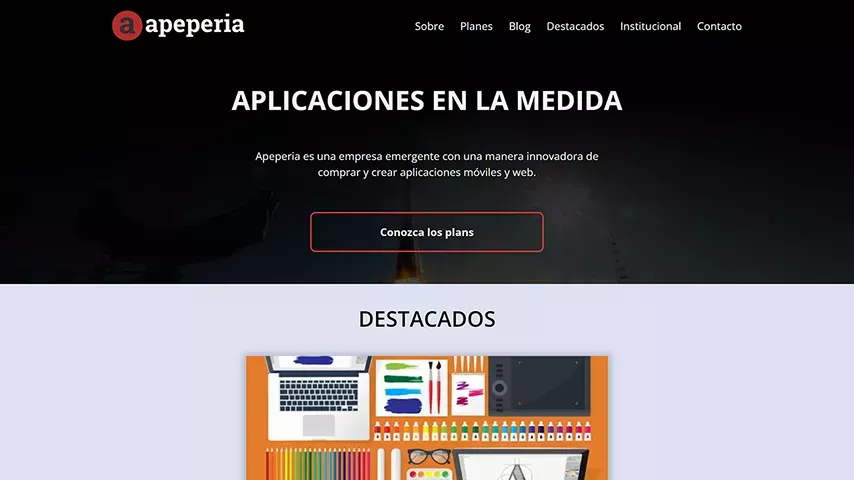 a apeperia
Sobre Planes Blog Destacados Institucional Contacto
APLICACIONES EN LA MEDIDA
Apeperia es una empresa emergente con una manera innovadora de
comprar y crear aplicaciones móviles y web.
Conozca los plans
DESTACADOS